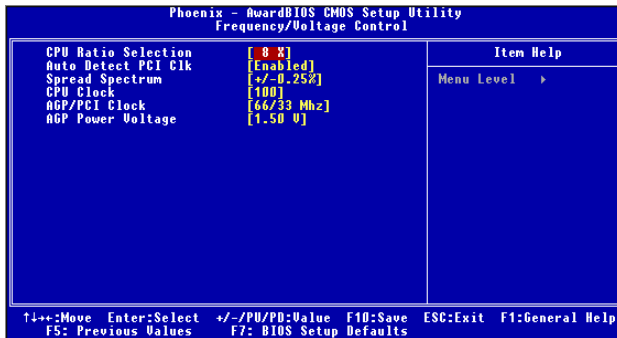 Phoenix - AwardBIOS CMOS Setup Utility
Frequency/Voltage Control
CPU Ratio Selection [ 8 X]
Auto Detect PCI Clk [Enabled]
Spread Spectrum [+/-0.25%]
CPU Clock [100]
AGP/PCI Clock [66/33 Mhz]
AGP Power Voltage [1.50 V]
Item Help
Menu Level ▸
↑↓→←:Move Enter:Select +/-/PU/PD:Value F10:Save ESC:Exit F1:General Help
F5: Previous Values F7: BIOS Setup Defaults